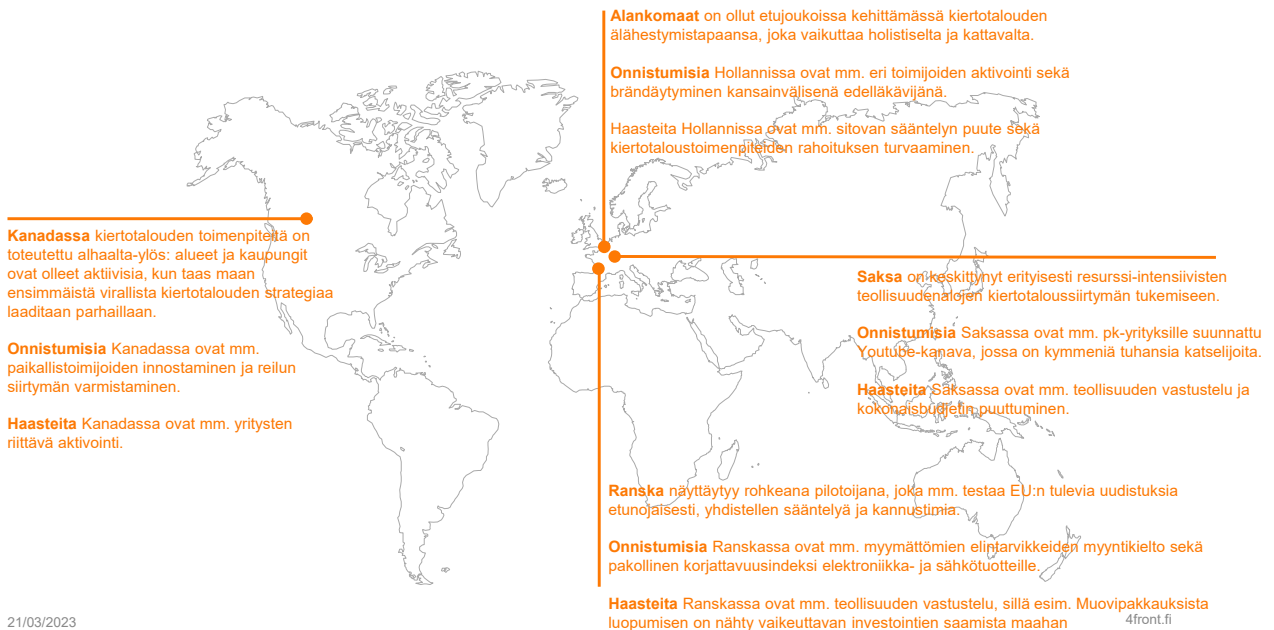 Alankomaat on ollut etujoukoissa kehittämässä kiertotalouden
älähestymistapaansa, joka vaikuttaa holistiselta ja kattavalta.
Onnistumisia Hollannissa ovat mm. eri toimijoiden aktivointi sekä
brändäytyminen kansainvälisenä edelläkävijänä.
Haasteita Hollannissa ovat mm. sitovan sääntelyn puute sekä
kiertotaloustoimenpiteiden rahoituksen turvaaminen.
Kanadassa kiertotalouden toimenpiteitä on
toteutettu alhaalta-ylös: alueet ja kaupungit
ovat olleet aktiivisia, kun taas maan
ensimmäistä virallista kiertotalouden strategiaa
laaditaan parhaillaan.
Onnistumisia Kanadassa ovat mm.
paikallistoimijoiden innostaminen ja reilun
siirtymän varmistaminen.
Haasteita Kanadassa ovat mm. yritysten
riittävä aktivointi.
Saksa on keskittynyt erityisesti resurssi-intensiivisten
teollisuudenalojen kiertotaloussiirtymän tukemiseen.
Onnistumisia Saksassa ovat mm. pk-yrityksille suunnattu
Youtube-kanava, jossa on kymmeniä tuhansia katselijoita.
Haasteita Saksassa ovat mm. teollisuuden vastustelu ja
kokonaisbudjetin puuttuminen.
Ranska näyttäytyy rohkeana pilotoijana, joka mm. testaa EU:n tulevia uudistuksia
etunojaisesti, yhdistellen sääntelyä ja kannustimia.
Onnistumisia Ranskassa ovat mm. myymättömien elintarvikkeiden myyntikielto sekä
pakollinen korjattavuusindeksi elektroniikka- ja sähkötuotteille.
Haasteita Ranskassa ovat mm. teollisuuden vastustelu, sillä esim. Muovipakkauksista
luopumisen on nähty vaikeuttavan investointien saamista maahan
21/03/2023
4front.fi